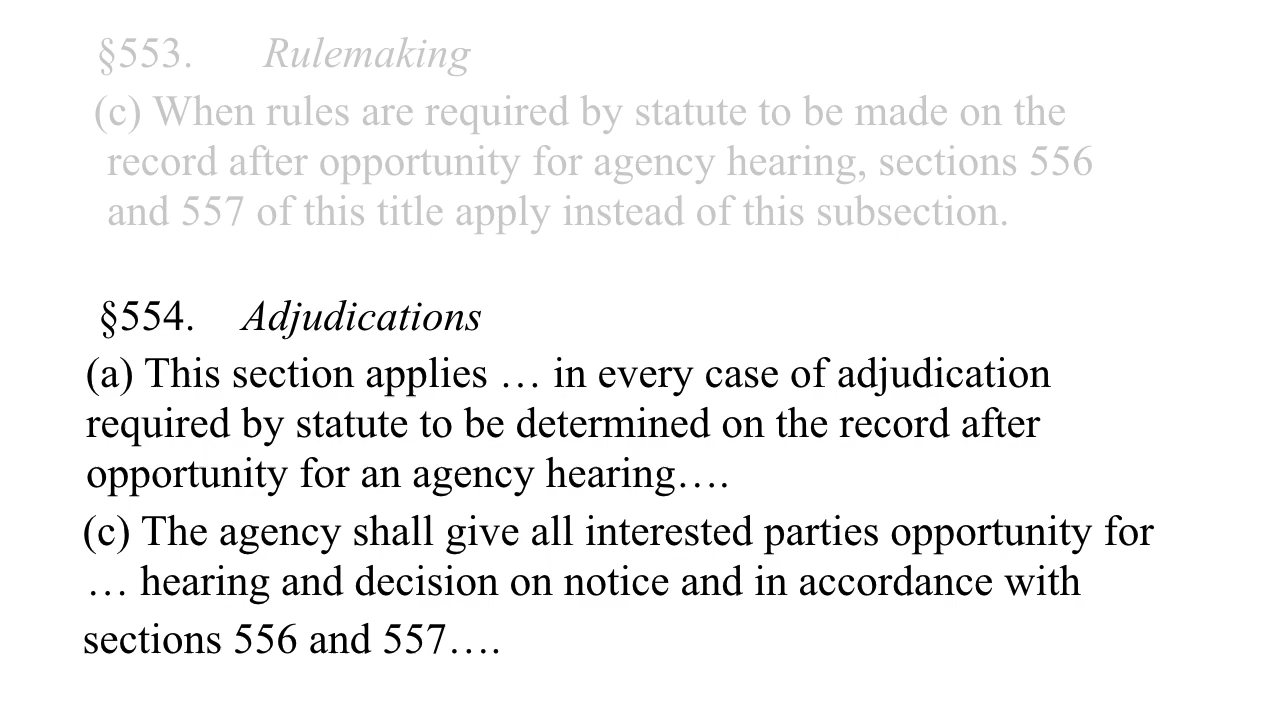 §553. Rulemaking
(c) When rules are required by statute to be made on the
record after opportunity for agency hearing, sections 556
and 557 of this title apply instead of this subsection.
§554. Adjudications
(a) This section applies … in every case of adjudication
required by statute to be determined on the record after
opportunity for an agency hearing….
(c) The agency shall give all interested parties opportunity for
… hearing and decision on notice and in accordance with
sections 556 and 557….